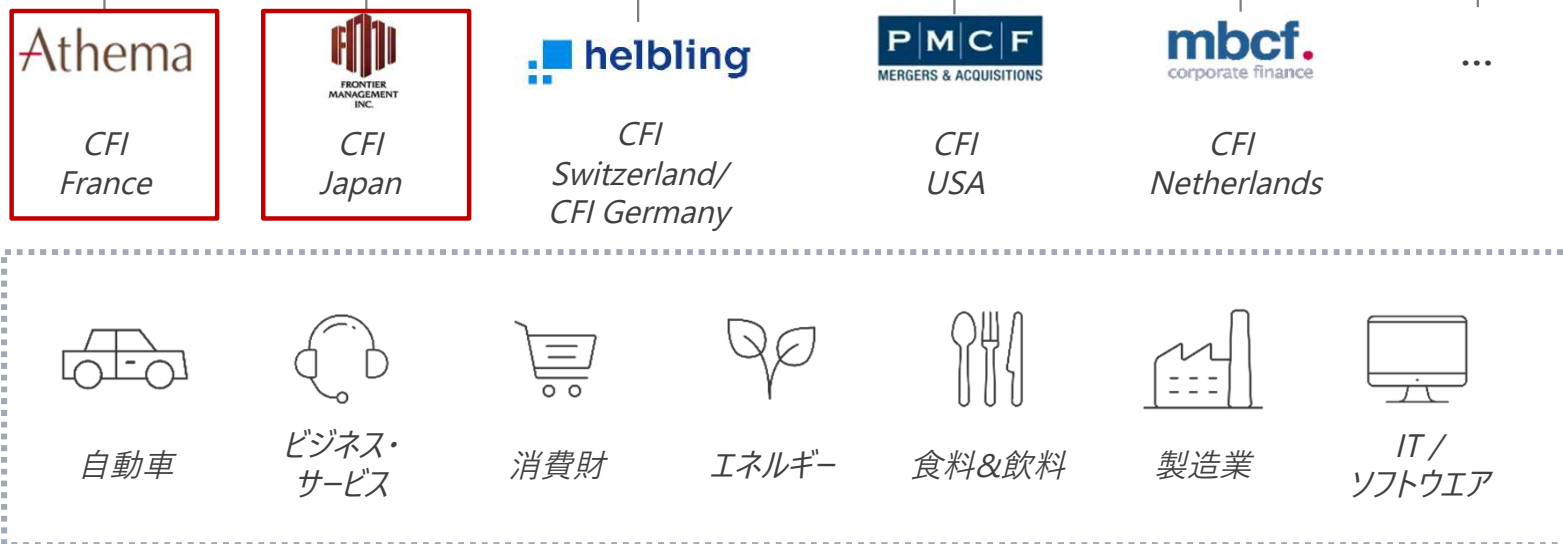 Athema
FRONTIER
MANAGEMENT
INC.
helbling
P|M|C|F
MERGERS & ACQUISITIONS
mbcf.
corporate finance
...
CFI
France
CFI
Japan
CFI
Switzerland/
CFI Germany
CFI
USA
CFI
Netherlands
自動車
ビジネス・
サービス
消費財
エネルギー
食料&飲料
製造業
IT /
ソフトウエア